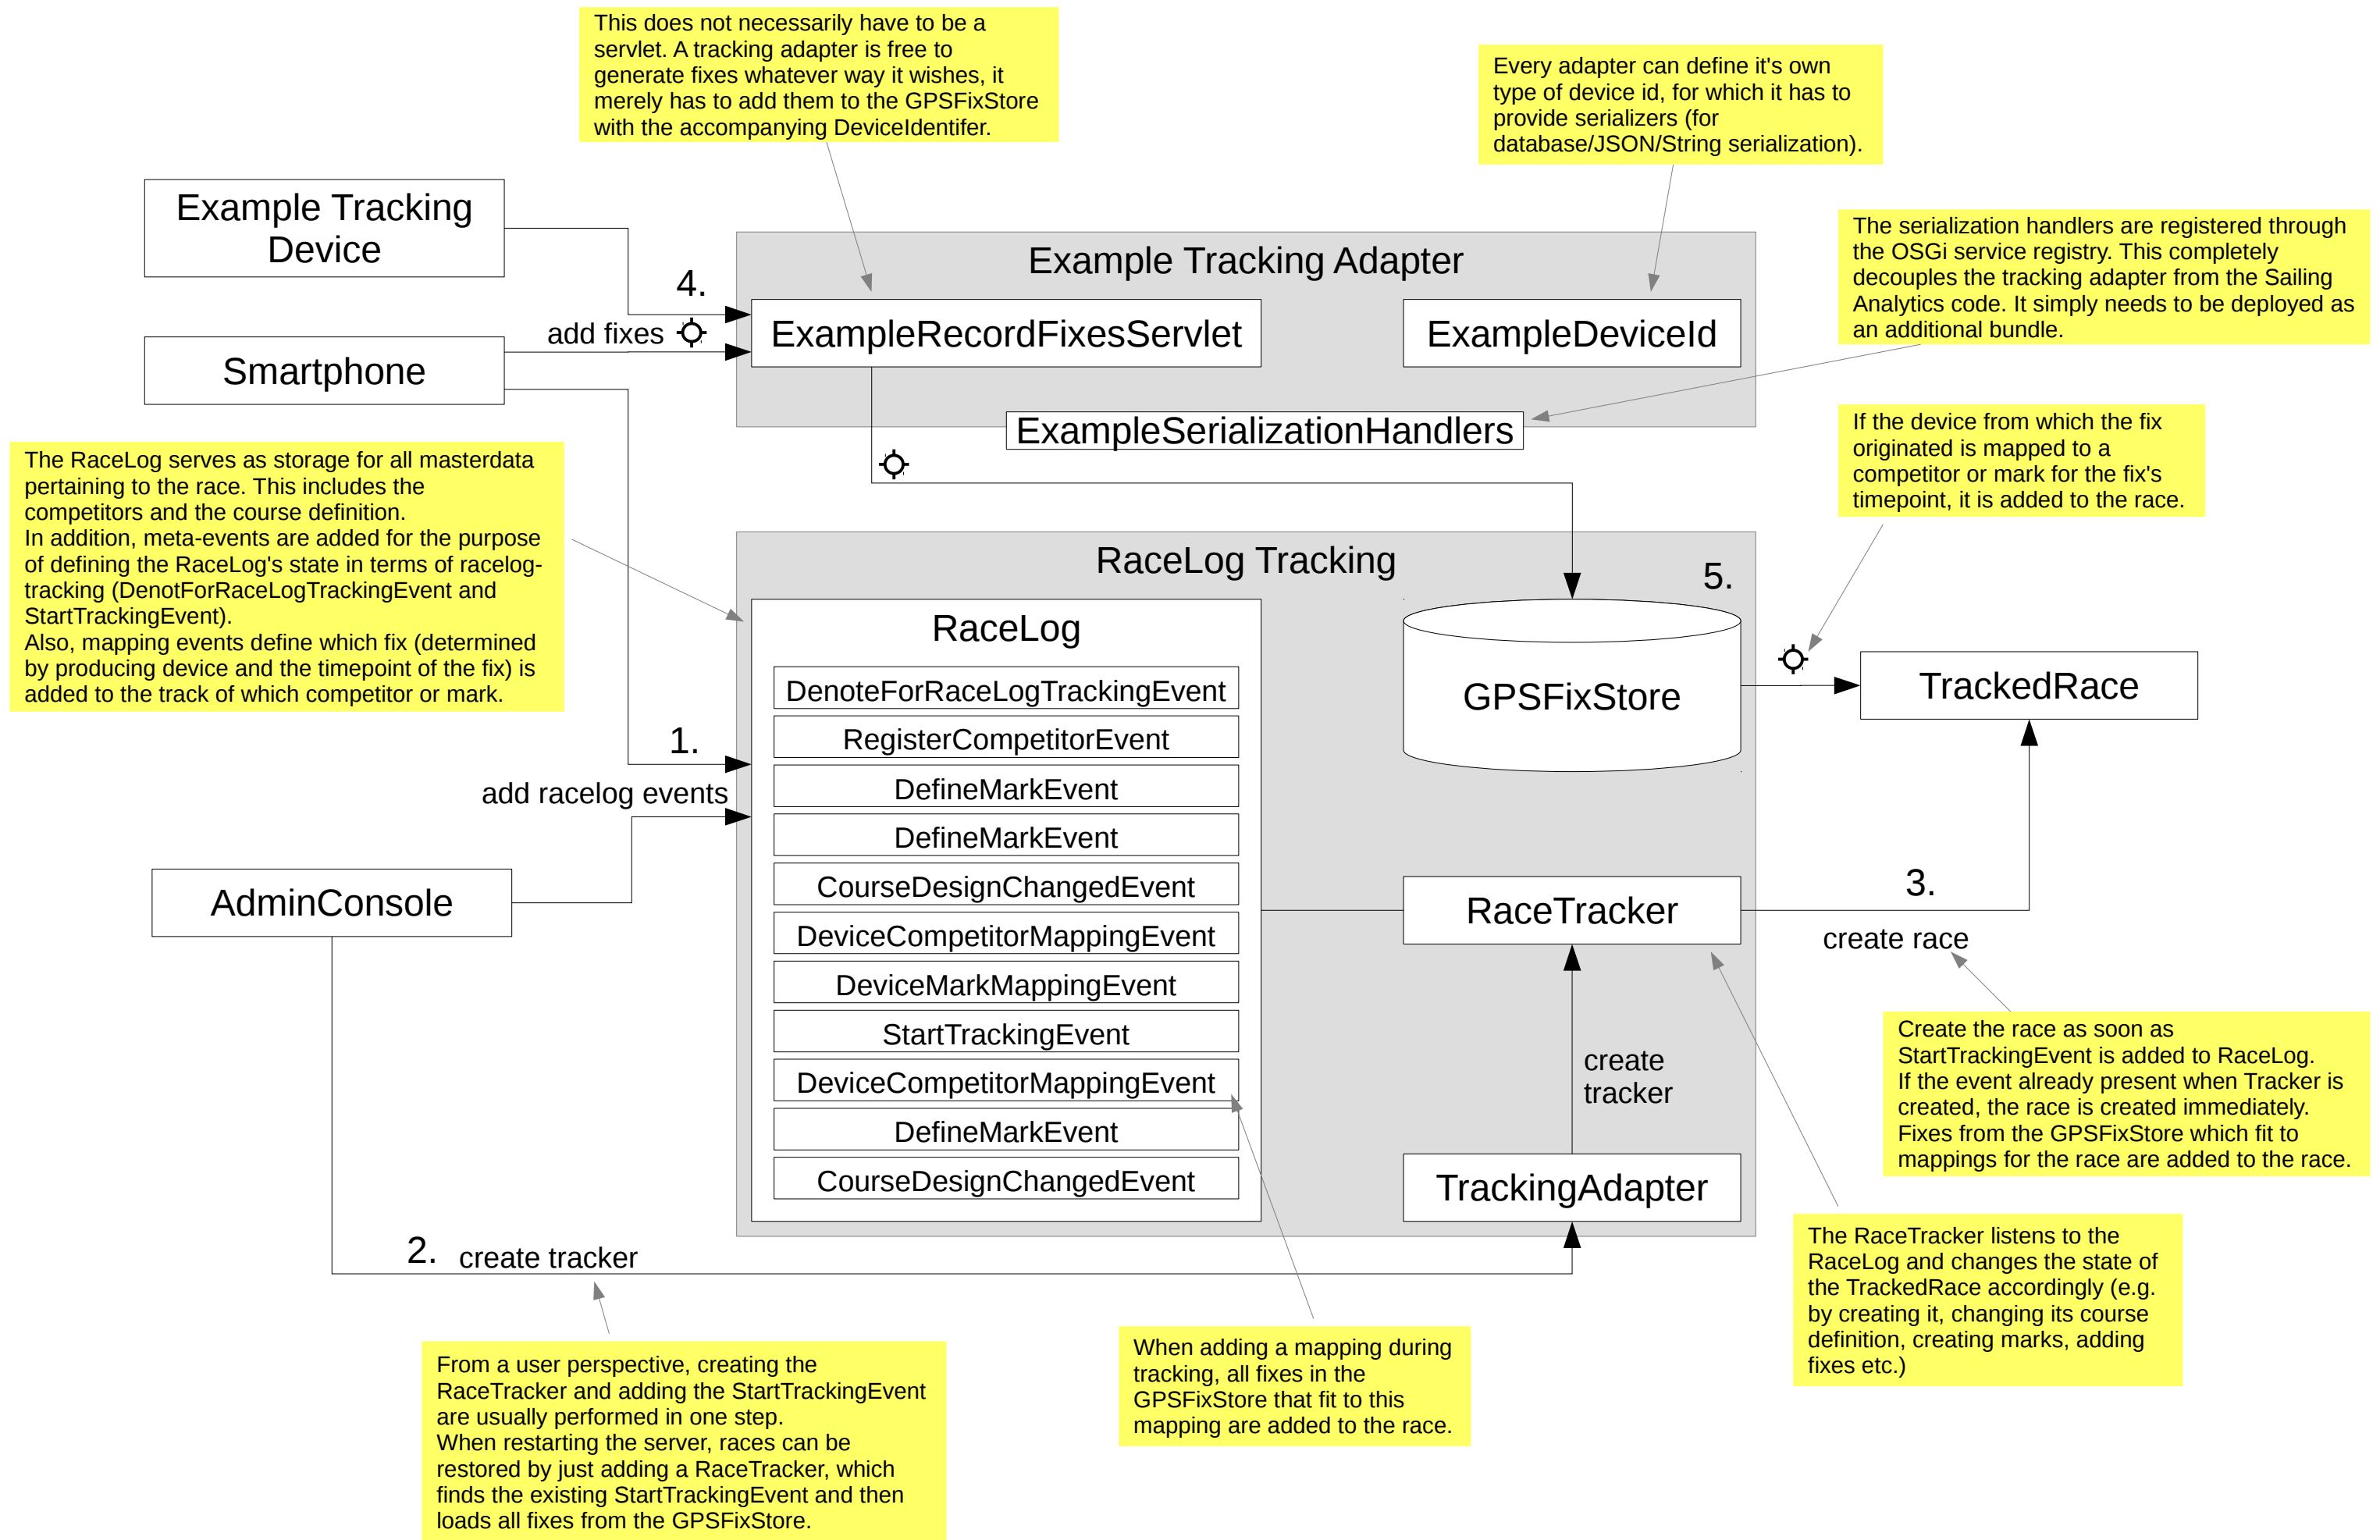 This does not necessarily have to be a
servlet. A tracking adapter is free to
generate fixes whatever way it wishes, it
merely has to add them to the GPSFixStore
with the accompanying DeviceIdentifer.
Every adapter can define it's own
type of device id, for which it has to
provide serializers (for
database/JSON/String serialization).
Example Tracking
Device
The serialization handlers are registered through
the OSGi service registry. This completely
decouples the tracking adapter from the Sailing
Analytics code. It simply needs to be deployed as
an additional bundle.
Example Tracking Adapter
4.
add fixes
ExampleRecordFixesServlet
ExampleDeviceId
Smartphone
ExampleSerializationHandlers
If the device from which the fix
originated is mapped to a
competitor or mark for the fix's
timepoint, it is added to the race.
The RaceLog serves as storage for all masterdata
pertaining to the race. This includes the
competitors and the course definition.
In addition, meta-events are added for the purpose
of defining the RaceLog's state in terms of racelog-
tracking (DenotForRaceLogTrackingEvent and
StartTrackingEvent).
Also, mapping events define which fix (determined
by producing device and the timepoint of the fix) is
added to the track of which competitor or mark.
RaceLog Tracking
5.
RaceLog
DenoteForRaceLogTrackingEvent
RegisterCompetitorEvent
DefineMarkEvent
DefineMarkEvent
CourseDesignChangedEvent
DeviceCompetitorMappingEvent
DeviceMarkMappingEvent
StartTrackingEvent
DeviceCompetitorMappingEvent
DefineMarkEvent
CourseDesignChangedEvent
GPSFixStore
TrackedRace
1.
add racelog events
AdminConsole
RaceTracker
3.
create race
create
tracker
TrackingAdapter
Create the race as soon as
StartTrackingEvent is added to RaceLog.
If the event already present when Tracker is
created, the race is created immediately.
Fixes from the GPSFixStore which fit to
mappings for the race are added to the race.
2.
create tracker
The RaceTracker listens to the
RaceLog and changes the state of
the TrackedRace accordingly (e.g.
by creating it, changing its course
definition, creating marks, adding
fixes etc.)
From a user perspective, creating the
RaceTracker and adding the StartTrackingEvent
are usually performed in one step.
When restarting the server, races can be
restored by just adding a RaceTracker, which
finds the existing StartTrackingEvent and then
loads all fixes from the GPSFixStore.
When adding a mapping during
tracking, all fixes in the
GPSFixStore that fit to this
mapping are added to the race.